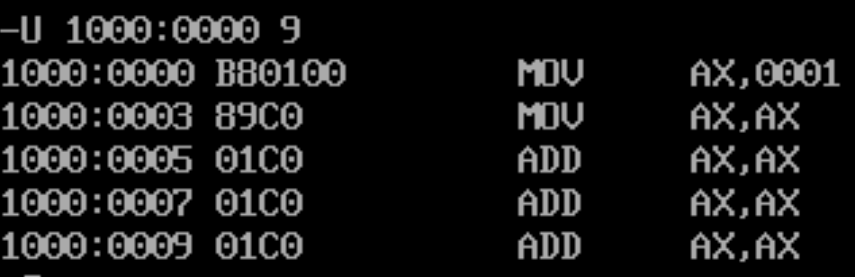 -U 1000:0000 9
1000:0000 B80100 MOV AX,0001
1000:0003 89C0 MOV AX,AX
1000:0005 01C0 ADD AX,AX
1000:0007 01C0 ADD AX,AX
1000:0009 01C0 ADD AX,AX